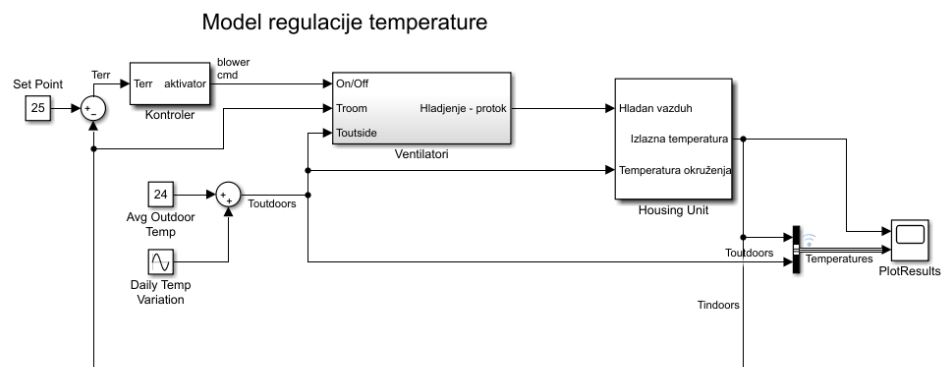 Model regulacije temperature
Set Point
25
+
−
Terr
Terr aktivator
Kontroler
blower
cmd
On/Off
Troom
Toutside
Hladjenje - protok
Ventilatori
Hladan vazduh
Izlazna temperatura
Temperatura okruženja
Housing Unit
24
Avg Outdoor
Temp
+
+
Toutdoors
Daily Temp
Variation
Toutdoors
Temperatures
PlotResults
Tindoors